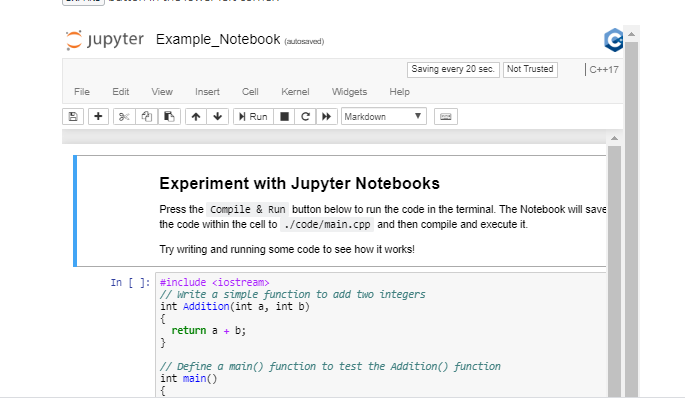 jupyter Example_Notebook (autosaved)
Saving every 20 sec. Not Trusted C++17
File Edit View Insert Cell Kernel Widgets Help
Run Markdown
Experiment with Jupyter Notebooks
Press the Compile & Run button below to run the code in the terminal. The Notebook will save
the code within the cell to ./code/main.cpp and then compile and execute it.
Try writing and running some code to see how it works!
In [ ]: #include <iostream>
// Write a simple function to add two integers
int Addition(int a, int b)
{
return a + b;
}
// Define a main() function to test the Addition() function
int main()
{